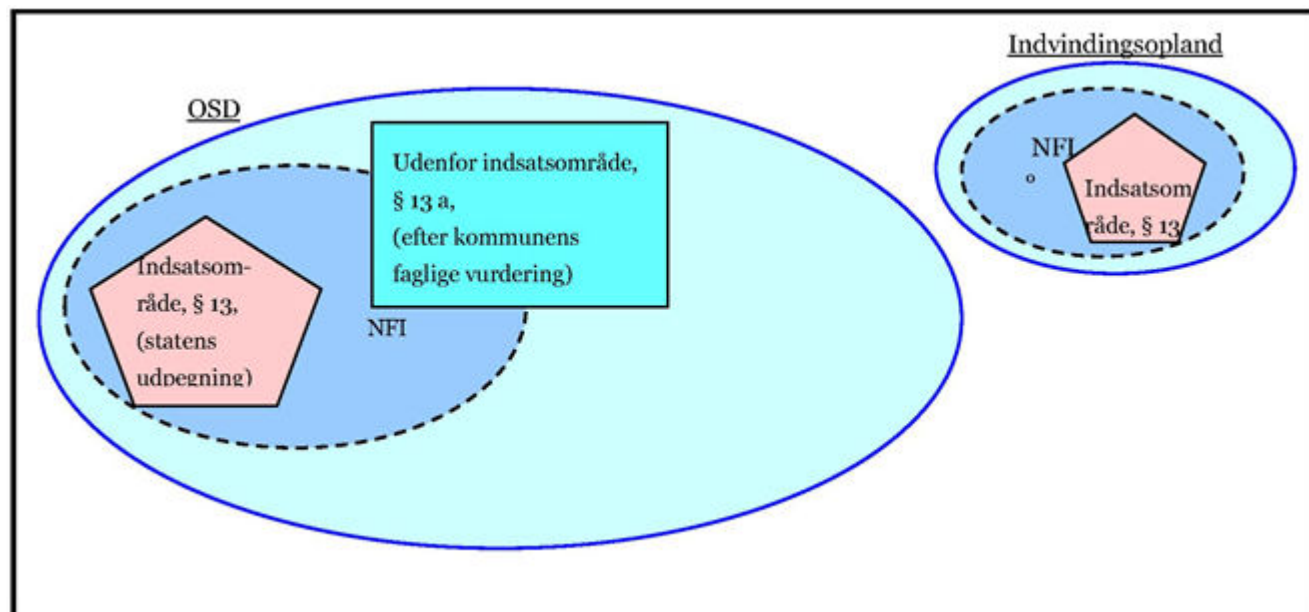 Indvindingsopland
OSD
Udenfor indsatsområde,
§ 13 a,
(efter kommunens
faglige vurdering)
NFI
Indsatsom
råde, § 13
Indsatsom-
råde, § 13,
(statens
udpegning)
NFI